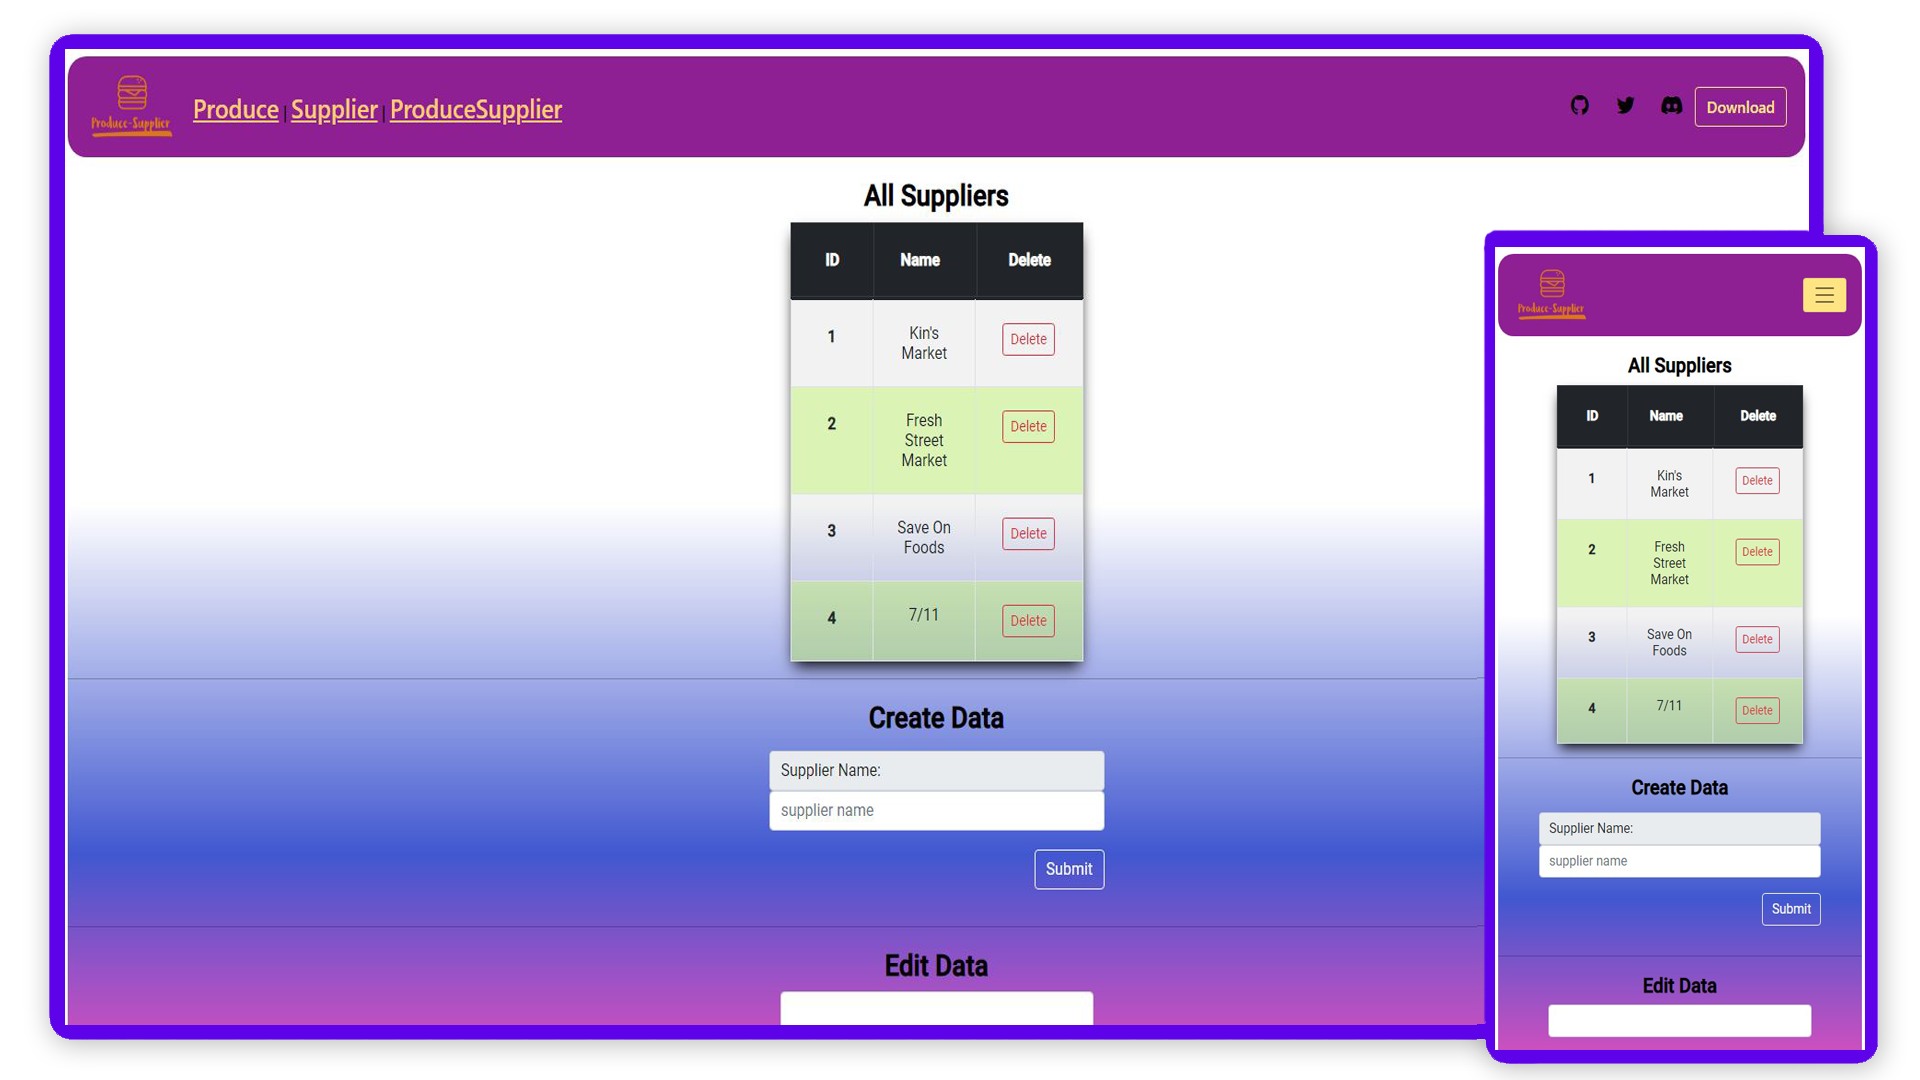 Produce-Supplier
Produce | Supplier | ProduceSupplier
Download
All Suppliers
ID Name Delete
1 Kin's Delete
Market
2 Fresh Delete
Street
Market
3 Save On Delete
Foods
4 7/11 Delete
Create Data
Supplier Name:
supplier name
Submit
Edit Data
Produce-Supplier
All Suppliers
ID Name Delete
1 Kin's Delete
Market
2 Fresh Delete
Street
Market
3 Save On Delete
Foods
4 7/11 Delete
Create Data
Supplier Name:
supplier name
Submit
Edit Data